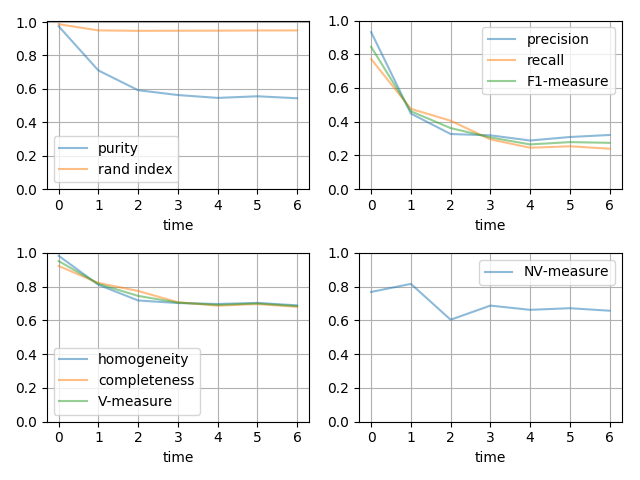 1.0
0.8
0.6
0.4
0.2
0.0
purity
rand index
0 1 2 3 4 5 6
time
1.0
0.8
0.6
0.4
0.2
0.0
precision
recall
F1-measure
0 1 2 3 4 5 6
time
1.0
0.8
0.6
0.4
0.2
0.0
homogeneity
completeness
V-measure
0 1 2 3 4 5 6
time
1.0
0.8
0.6
0.4
0.2
0.0
NV-measure
0 1 2 3 4 5 6
time